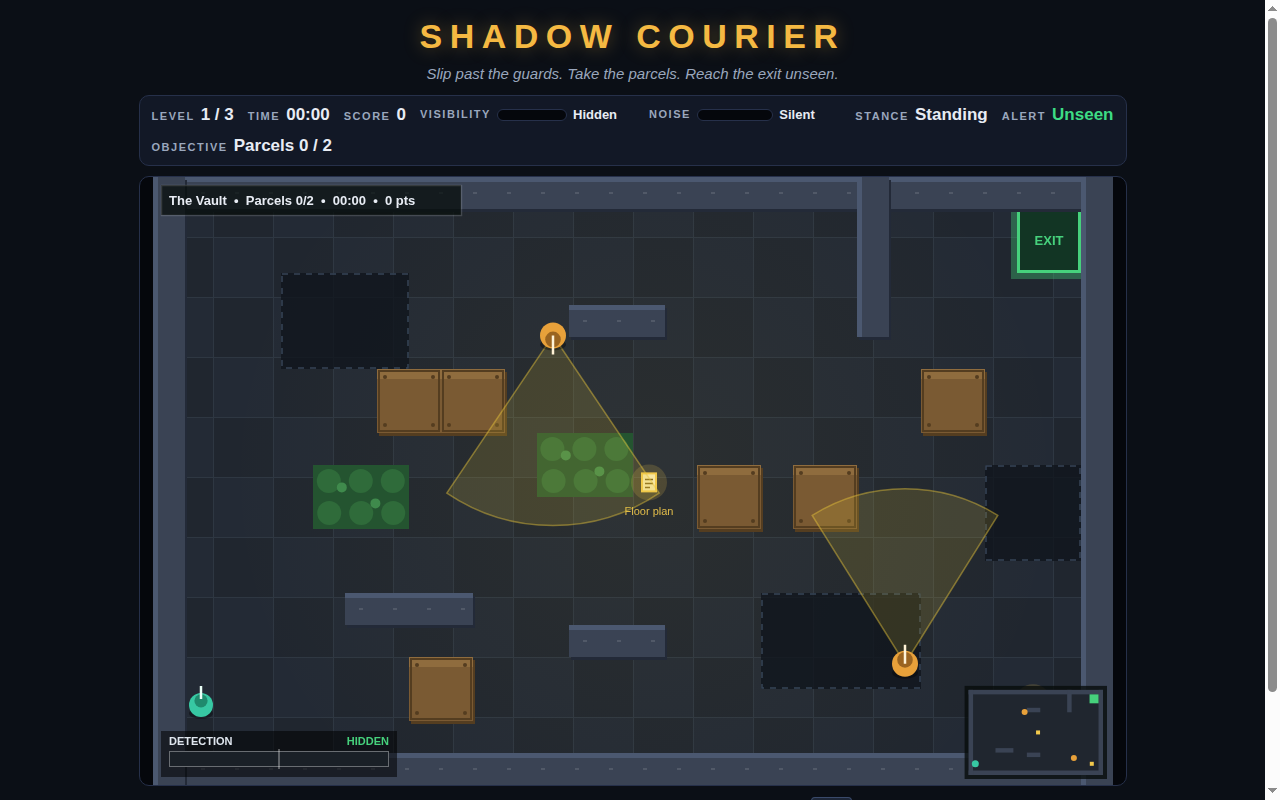 SHADOW COURIER
Slip past the guards. Take the parcels. Reach the exit unseen.
LEVEL 1 / 3 TIME 00:00 SCORE 0 VISIBILITY Hidden NOISE Silent STANCE Standing ALERT Unseen
OBJECTIVE Parcels 0 / 2
The Vault • Parcels 0/2 • 00:00 • 0 pts
EXIT
Floor plan
DETECTION HIDDEN